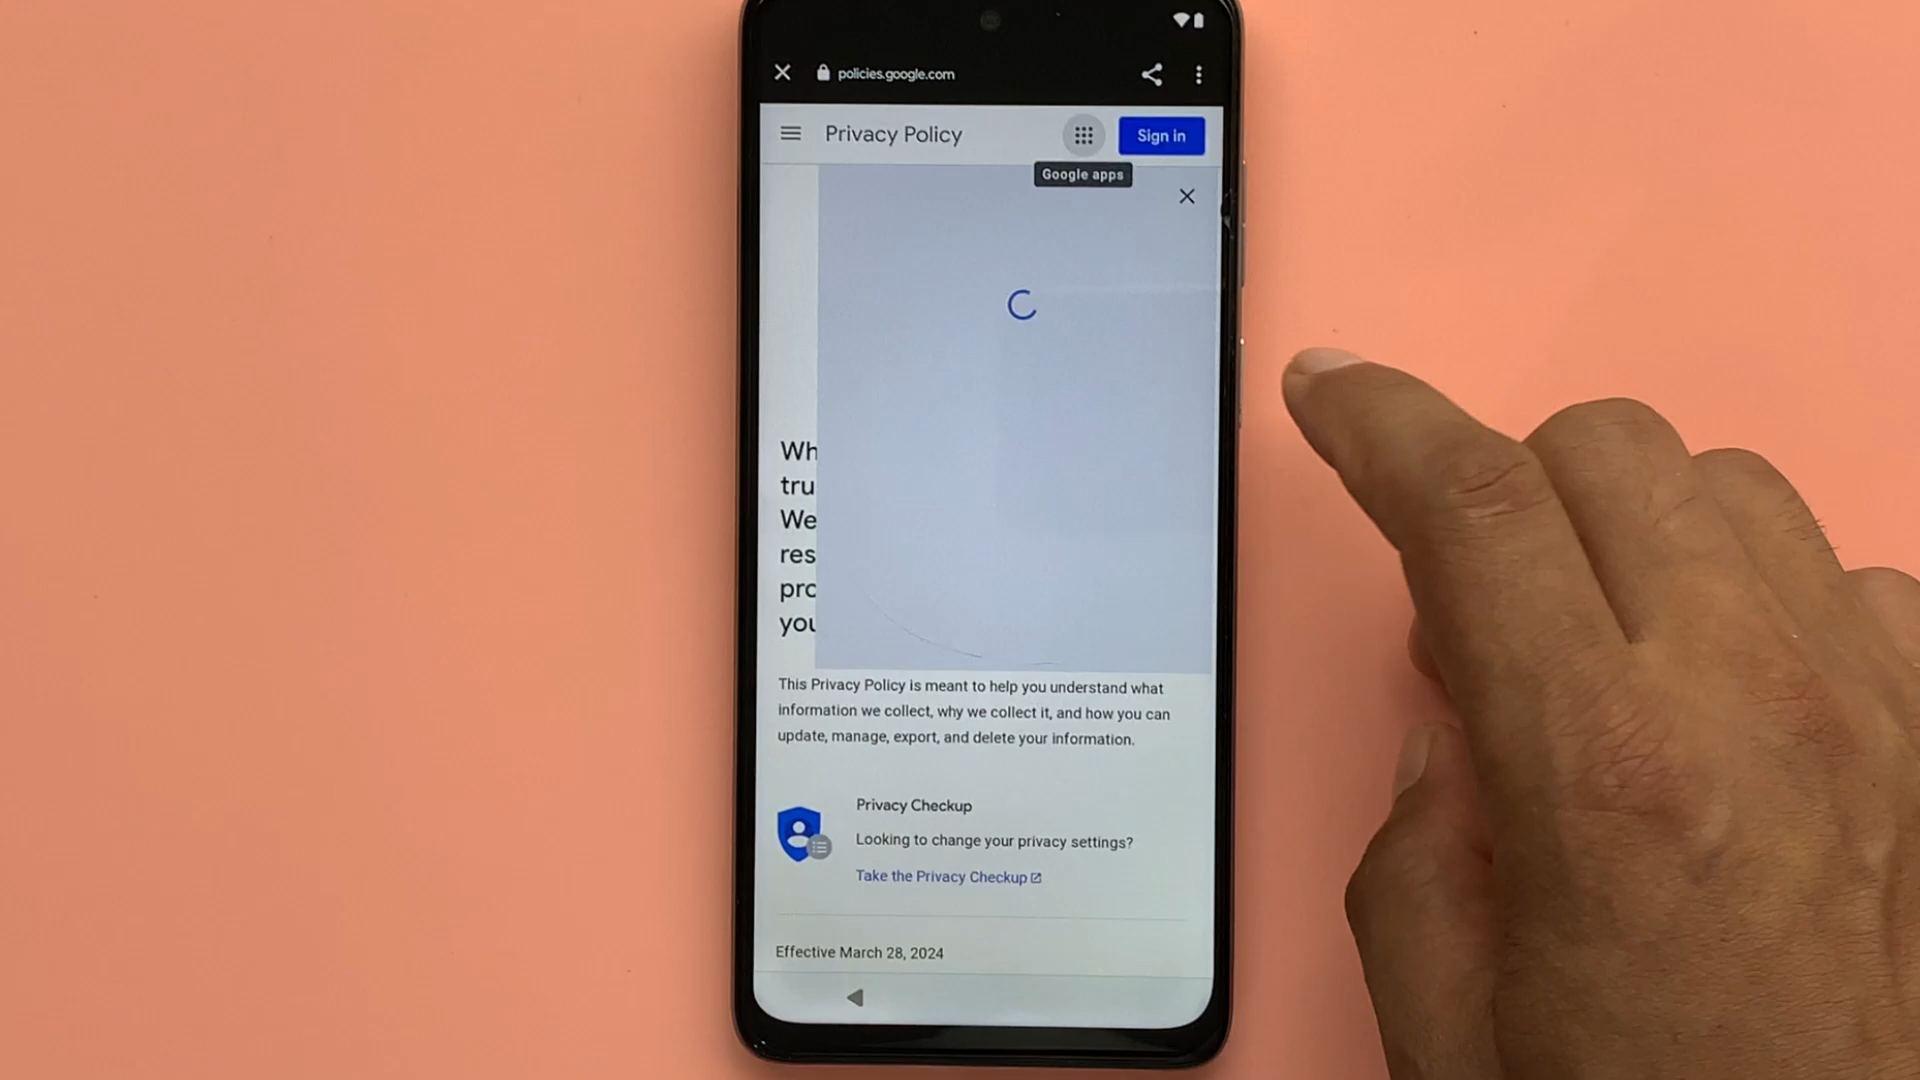 policies.google.com
Privacy Policy
Sign in
Google apps
Wh
tru
We
res
pro
you
This Privacy Policy is meant to help you understand what
information we collect, why we collect it, and how you can
update, manage, export, and delete your information.
Privacy Checkup
Looking to change your privacy settings?
Take the Privacy Checkup
Effective March 28, 2024